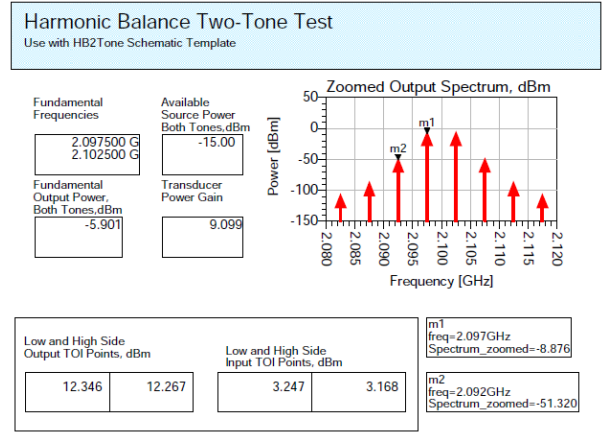 Harmonic Balance Two-Tone Test
Use with HB2Tone Schematic Template
Fundamental
Frequencies
2.097500 G
2.102500 G
Available
Source Power
Both Tones,dBm
-15.00
Fundamental
Output Power,
Both Tones,dBm
-5.901
Transducer
Power Gain
9.099
Zoomed Output Spectrum, dBm
Power [dBm]
50
0
-50
-100
-150
m1
m2
2.080
2.085
2.090
2.095
2.100
2.105
2.110
2.115
2.120
Frequency [GHz]
Low and High Side
Output TOI Points, dBm
12.346
12.267
Low and High Side
Input TOI Points, dBm
3.247
3.168
m1
freq=2.097GHz
Spectrum_zoomed=-8.876
m2
freq=2.092GHz
Spectrum_zoomed=-51.320